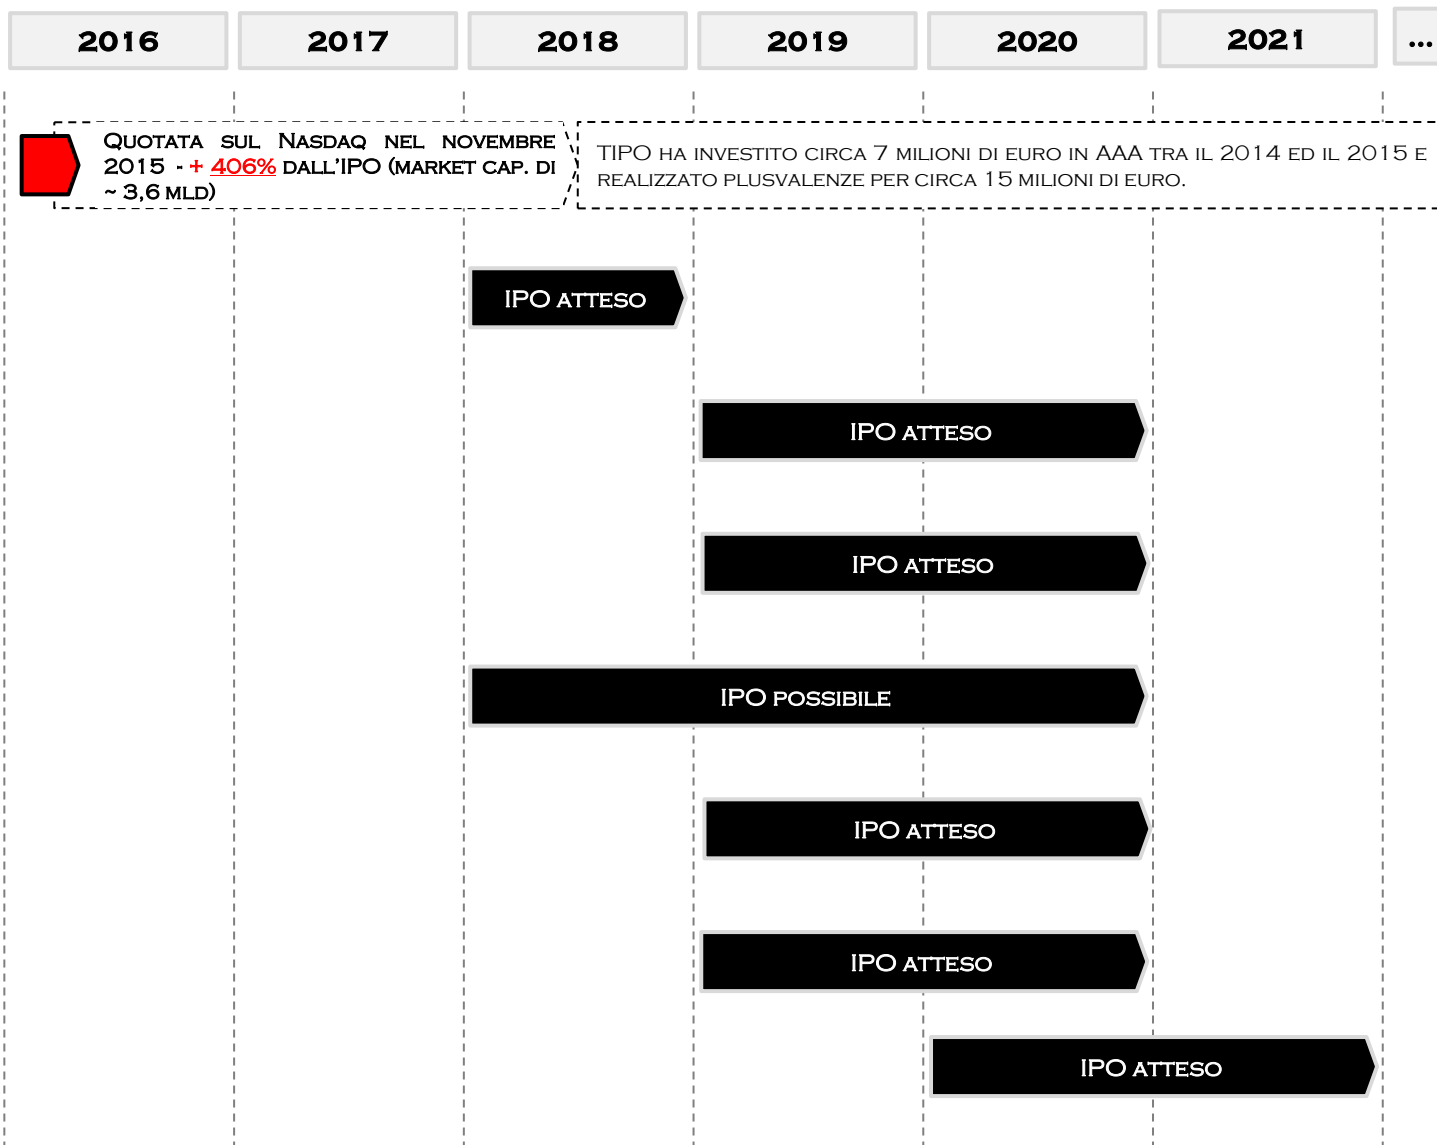 2016 2017 2018 2019 2020 2021 ...
Quotata sul Nasdaq nel novembre
2015 - + 406% dall'IPO (market cap. di
~ 3,6 mld)
TIPO ha investito circa 7 milioni di euro in AAA tra il 2014 ed il 2015 e
realizzato plusvalenze per circa 15 milioni di euro.
IPO atteso
IPO atteso
IPO atteso
IPO possibile
IPO atteso
IPO atteso
IPO atteso